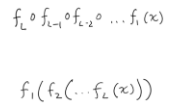 f_L ∘ f_{L-1} ∘ f_{L-2} ∘ ... f_1(x)
f_1(f_2(...f_L(x)))